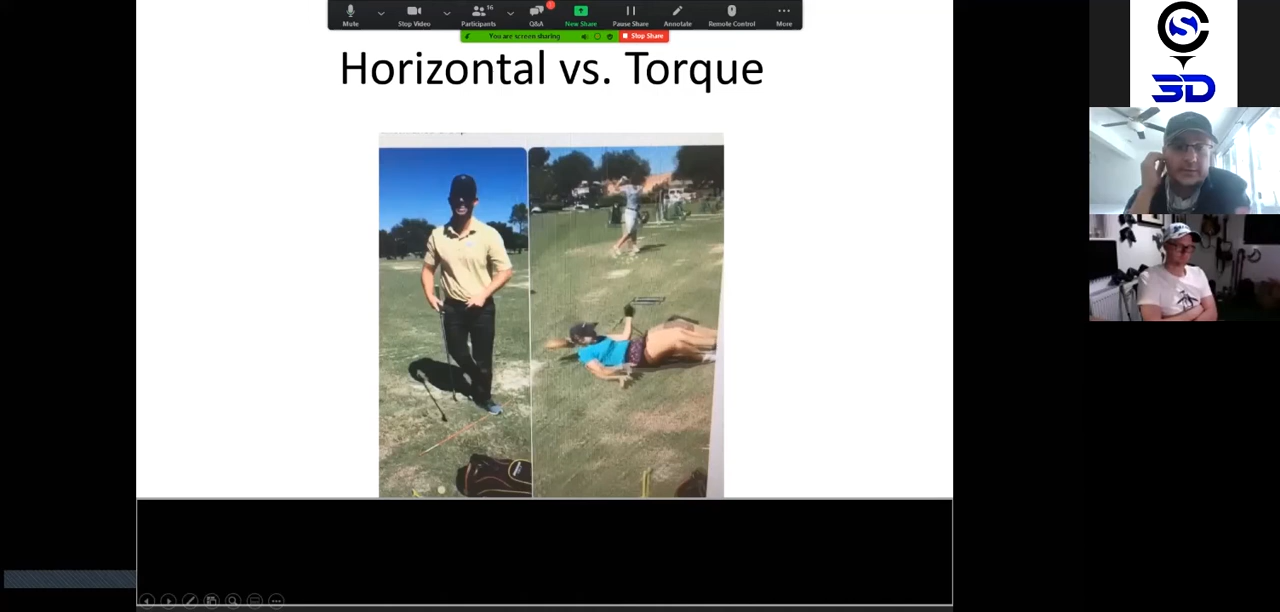 16
Mute
Stop Video
Participants
Q&A
New Share
Pause Share
Annotate
Remote Control
More
You are screen sharing
Stop Share
Horizontal vs. Torque
3D